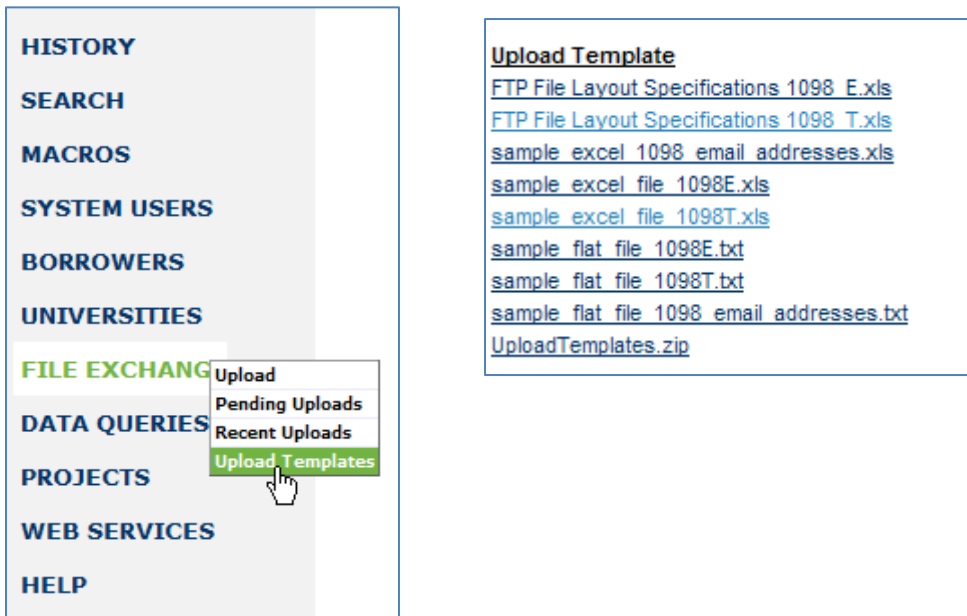 HISTORY
SEARCH
MACROS
SYSTEM USERS
BORROWERS
UNIVERSITIES
FILE EXCHANG
Upload
Pending Uploads
Recent Uploads
Upload Templates
DATA QUERIES
PROJECTS
WEB SERVICES
HELP
Upload Template
FTP File Layout Specifications 1098_E.xls
FTP File Layout Specifications 1098_T.xls
sample_excel_1098_email_addresses.xls
sample_excel_file_1098E.xls
sample_excel_file_1098T.xls
sample_flat_file_1098E.txt
sample_flat_file_1098T.txt
sample_flat_file_1098_email_addresses.txt
UploadTemplates.zip